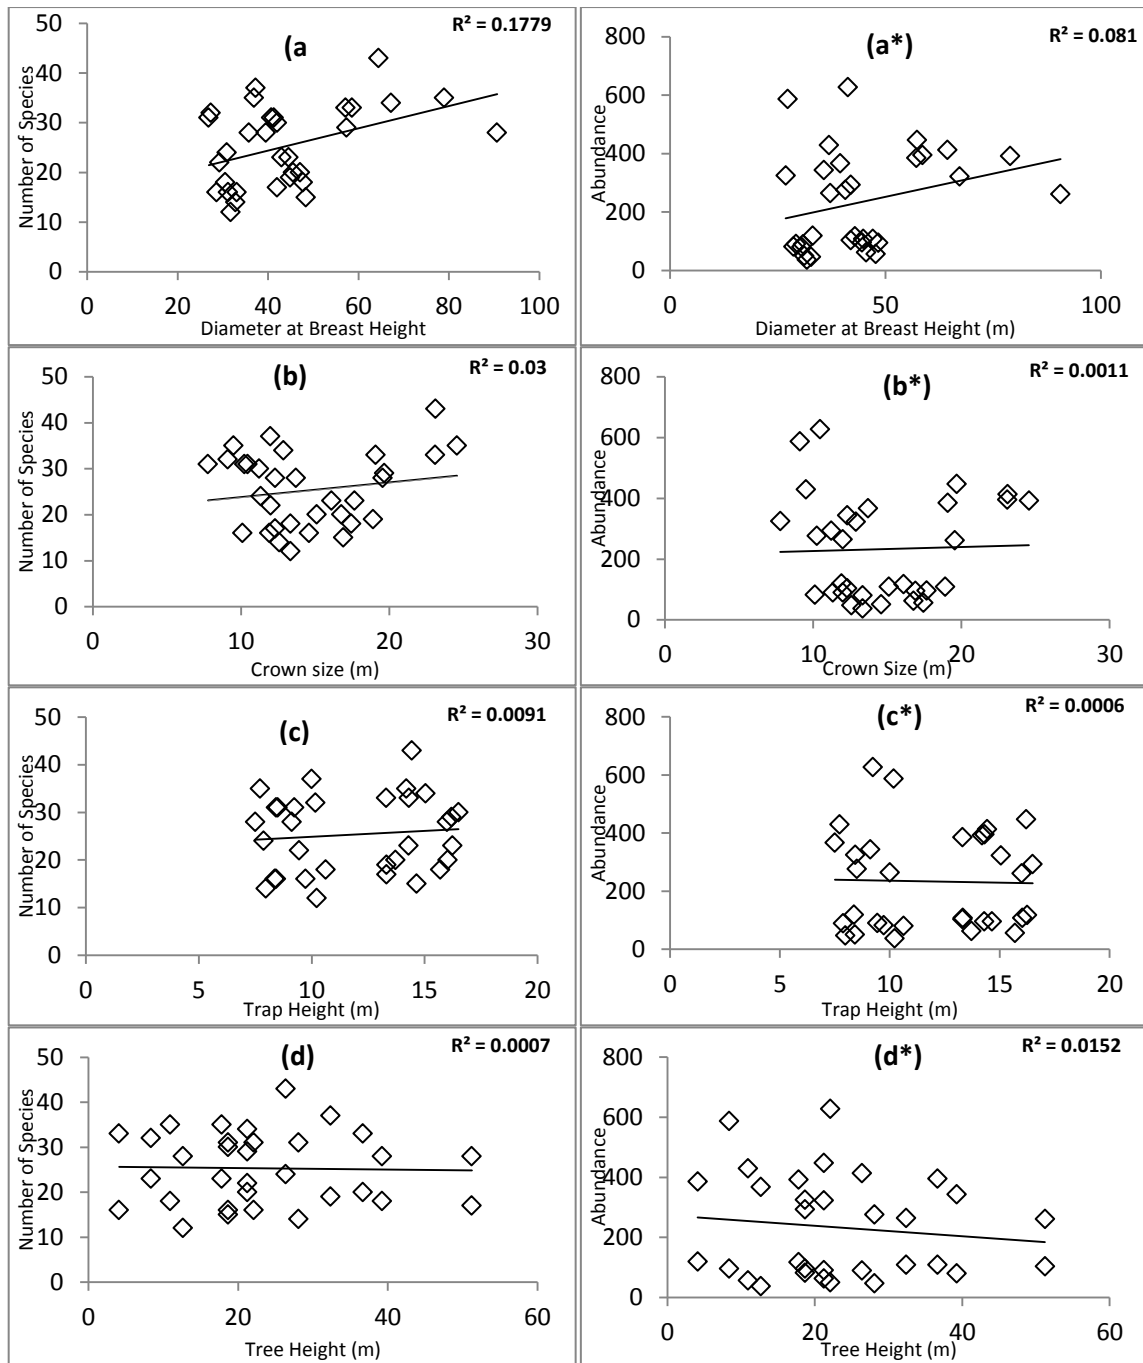 (a
R² = 0.1779
Number of Species
50
40
30
20
10
0
0 20 40 60 80 100
Diameter at Breast Height
(a*)
R² = 0.081
Abundance
800
600
400
200
0
0 50 100
Diameter at Breast Height (m)
(b)
R² = 0.03
Number of Species
50
40
30
20
10
0
0 10 20 30
Crown size (m)
(b*)
R² = 0.0011
Abundance
800
600
400
200
0
0 10 20 30
Crown Size (m)
(c)
R² = 0.0091
Number of Species
50
40
30
20
10
0
0 5 10 15 20
Trap Height (m)
(c*)
R² = 0.0006
Abundance
800
600
400
200
0
0 5 10 15 20
Trap Height (m)
(d)
R² = 0.0007
Number of Species
50
40
30
20
10
0
0 20 40 60
Tree Height (m)
(d*)
R² = 0.0152
Abundance
800
600
400
200
0
0 20 40 60
Tree Height (m)